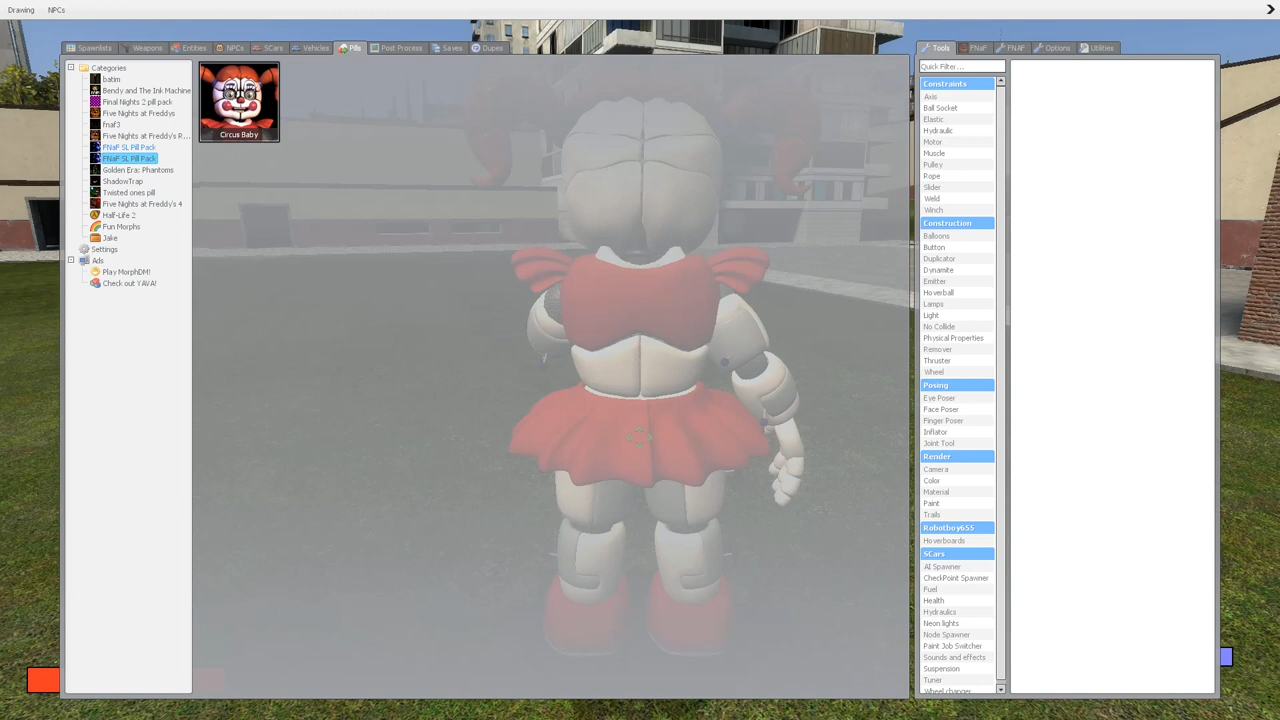 Drawing NPCs
Spawnlists Weapons Entities NPCs SCars Vehicles Pills Post Process Saves Dupes
Tools FNaF FNAF Options Utilities
Categories
batim
Bendy and The Ink Machine
Final Nights 2 pill pack
Five Nights at Freddys
fnaf3
Five Nights at Freddy's R...
FNaF SL Pill Pack
FNaF SL Pill Pack
Golden Era: Phantoms
ShadowTrap
Twisted ones pill
Five Nights at Freddy's 4
Half-Life 2
Fun Morphs
Jake
Settings
Ads
Play MorphDM!
Check out YAVA!
Circus Baby
Quick Filter...
Constraints
Axis
Ball Socket
Elastic
Hydraulic
Motor
Muscle
Pulley
Rope
Slider
Weld
Winch
Construction
Balloons
Button
Duplicator
Dynamite
Emitter
Hoverball
Lamps
Light
No Collide
Physical Properties
Remover
Thruster
Wheel
Posing
Eye Poser
Face Poser
Finger Poser
Inflator
Joint Tool
Render
Camera
Color
Material
Paint
Trails
Robotboy655
Hoverboards
SCars
AI Spawner
CheckPoint Spawner
Fuel
Health
Hydraulics
Neon lights
Node Spawner
Paint Job Switcher
Sounds and effects
Suspension
Tuner
Wheel changer